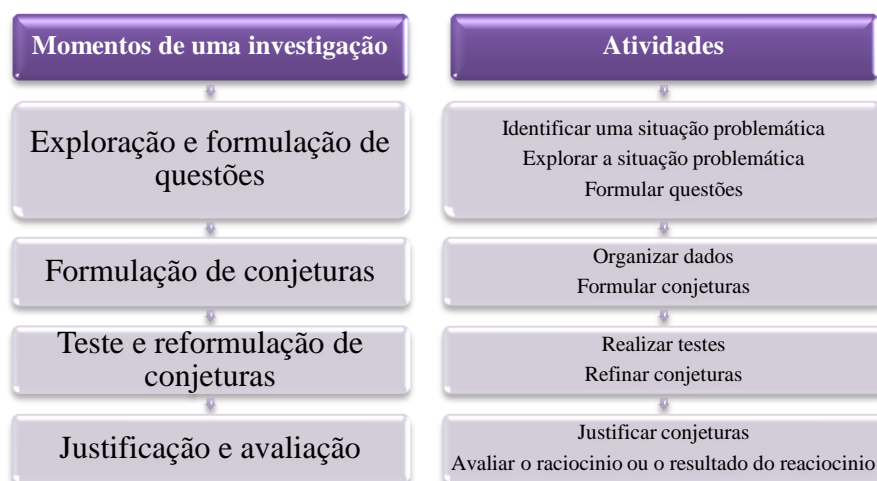 Momentos de uma investigação
Atividades
Exploração e formulação de
questões
Identificar uma situação problemática
Explorar a situação problemática
Formular questões
Formulação de conjeturas
Organizar dados
Formular conjeturas
Teste e reformulação de
conjeturas
Realizar testes
Refinar conjeturas
Justificação e avaliação
Justificar conjeturas
Avaliar o raciocinio ou o resultado do reaciocinio